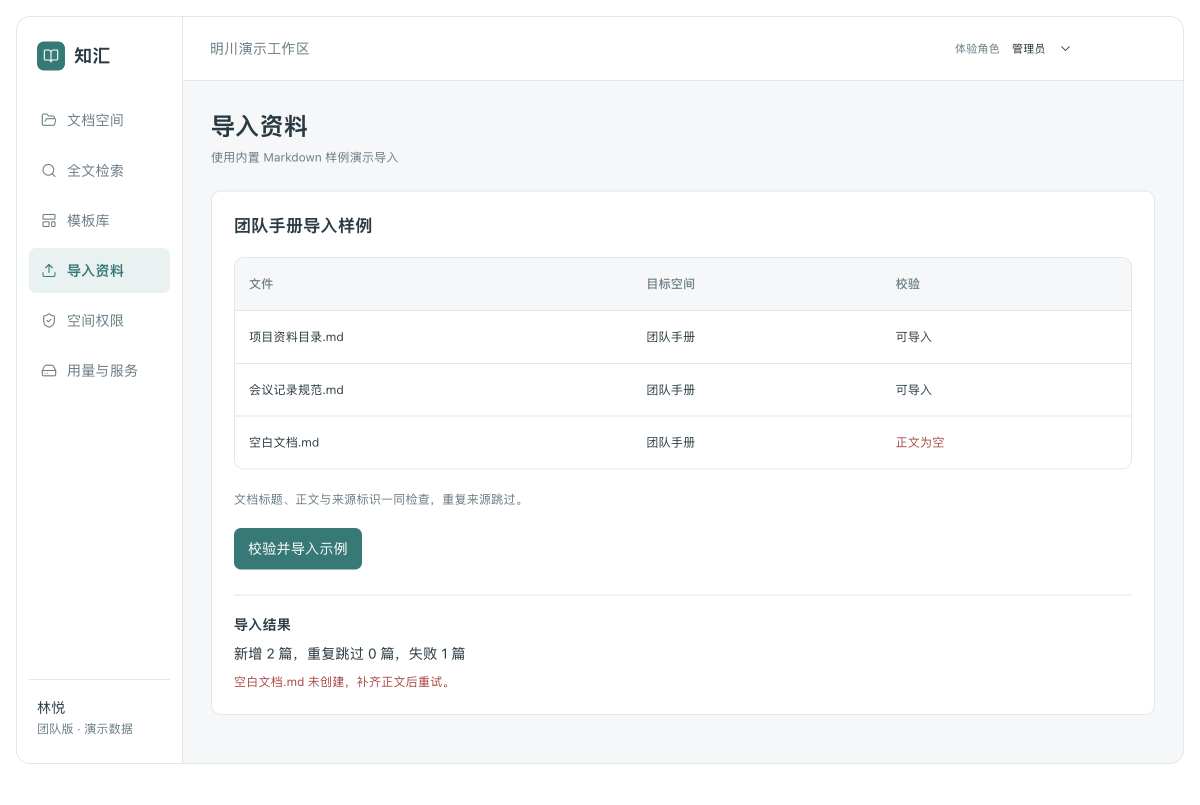 知汇
明川演示工作区
体验角色 管理员
文档空间
全文检索
模板库
导入资料
空间权限
用量与服务
导入资料
使用内置 Markdown 样例演示导入
团队手册导入样例
文件 目标空间 校验
项目资料目录.md 团队手册 可导入
会议记录规范.md 团队手册 可导入
空白文档.md 团队手册 正文为空
文档标题、正文与来源标识一同检查，重复来源跳过。
校验并导入示例
导入结果
新增 2 篇，重复跳过 0 篇，失败 1 篇
空白文档.md 未创建，补齐正文后重试。
林悦
团队版 · 演示数据